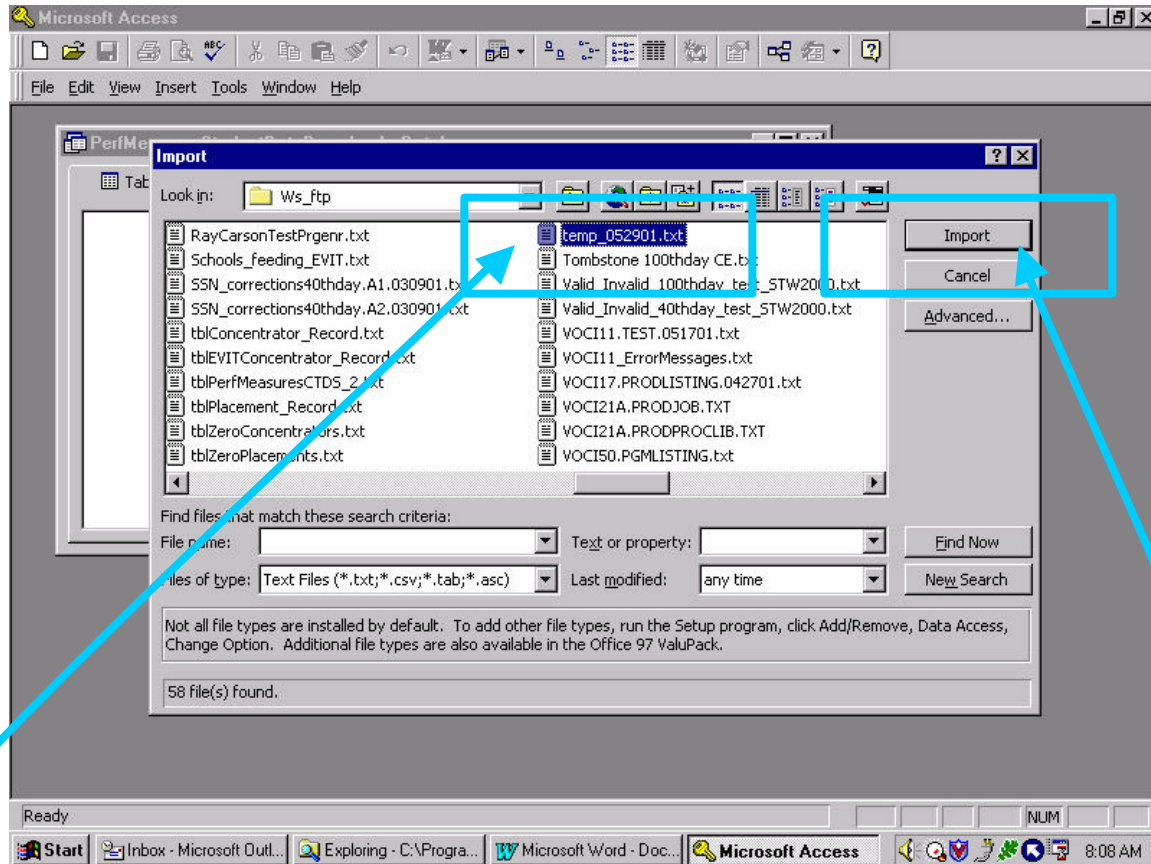 Microsoft Access
File Edit View Insert Tools Window Help
Import
Tab
Look in: Ws_ftp
RayCarsonTestPrgenr.txt
Schools_feeding_EVIT.txt
SSN_corrections40thday.A1.030901.txt
SSN_corrections40thday.A2.030901.txt
tblConcentrator_Record.txt
tblEVITConcentrator_Record.txt
tblPerfMeasuresCTDS_2.txt
tblPlacement_Record.txt
tblZeroConcentrators.txt
tblZeroPlacements.txt
temp_052901.txt
Tombstone 100thday CE.txt
Valid_Invalid_100thday_test_STW2000.txt
Valid_Invalid_40thday_test_STW2000.txt
VOCI11.TEST.051701.txt
VOCI11_ErrorMessages.txt
VOCI17.PRODLISTING.042701.txt
VOCI21A.PRODJOB.TXT
VOCI21A.PRODPROCLIB.TXT
VOCI50.PGMLISTING.txt
Import
Cancel
Advanced...
Find files that match these search criteria:
File name: Text or property: Find Now
Files of type: Text Files (*.txt;*.csv;*.tab;*.asc) Last modified: any time New Search
Not all file types are installed by default. To add other file types, run the Setup program, click Add/Remove, Data Access,
Change Option. Additional file types are also available in the Office 97 ValuPack.
58 file(s) found.
Ready NUM
Start Inbox - Microsoft Outl... Exploring - C:\Progra... Microsoft Word - Doc... Microsoft Access 8:08 AM